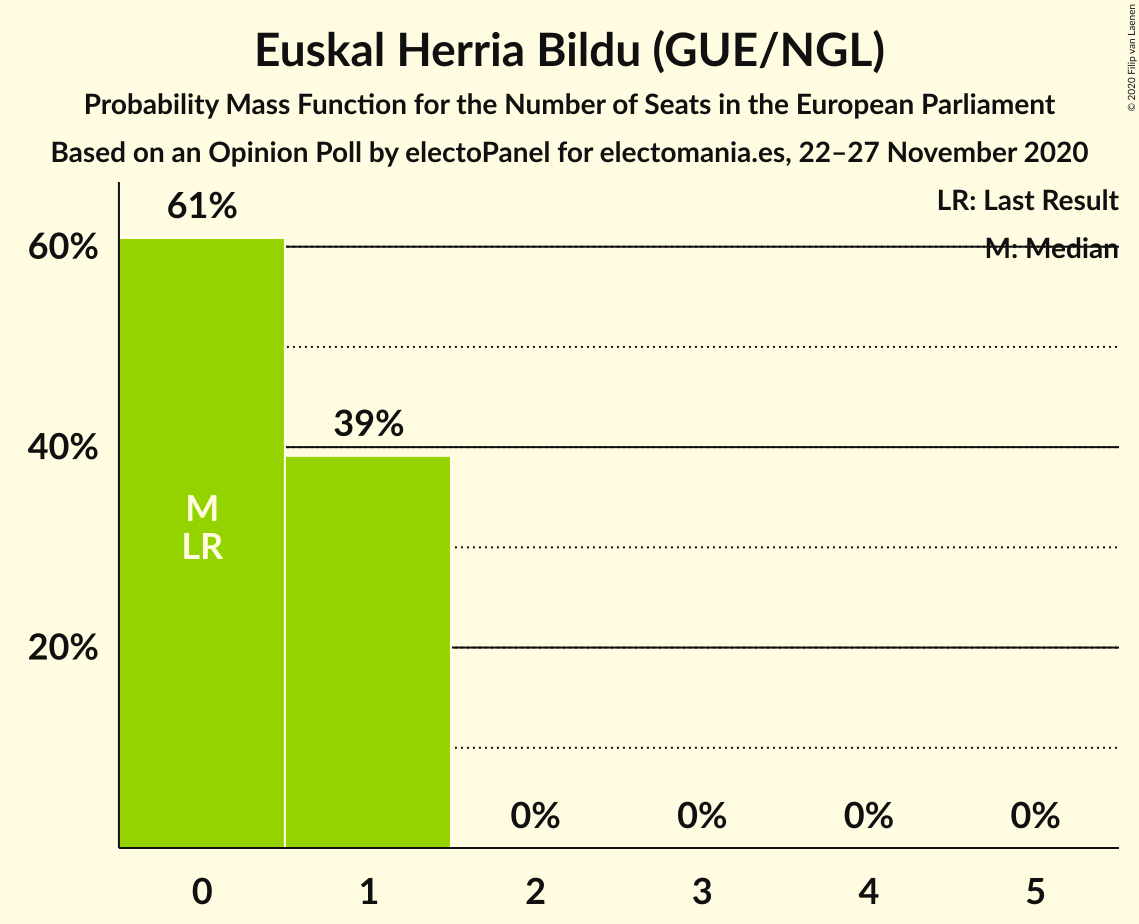 Euskal Herria Bildu (GUE/NGL)
Probability Mass Function for the Number of Seats in the European Parliament
Based on an Opinion Poll by electoPanel for electomania.es, 22–27 November 2020
© 2020 Filip van Laenen
LR: Last Result
M: Median
61%
60%
39%
40%
M
LR
20%
0% 0% 0% 0%
0 1 2 3 4 5